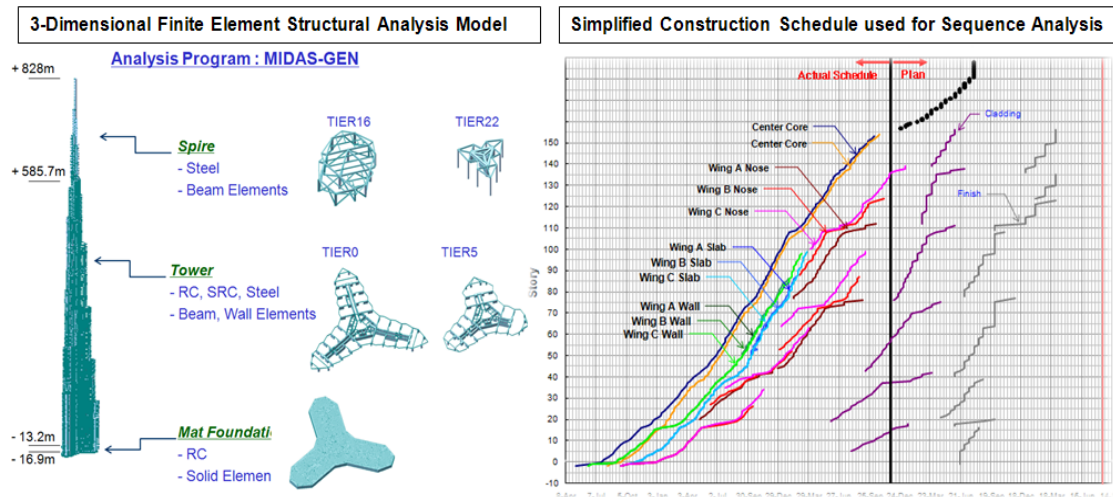 3-Dimensional Finite Element Structural Analysis Model
Analysis Program : MIDAS-GEN
+ 828m
Spire
- Steel
- Beam Elements
TIER16
TIER22
+ 585.7m
Tower
- RC, SRC, Steel
- Beam, Wall Elements
TIER0
TIER5
- 13.2m
- 16.9m
Mat Foundati
- RC
- Solid Elemen
Simplified Construction Schedule used for Sequence Analysis
Actual Schedule
Plan
Cladding
Center Core
Center Core
Wing A Nose
Wing B Nose
Wing C Nose
Finish
Wing A Slab
Wing B Slab
Wing C Slab
Wing A Wall
Wing B Wall
Wing C Wall
Story
150
140
130
120
110
100
90
80
70
60
50
40
30
20
10
0
-10